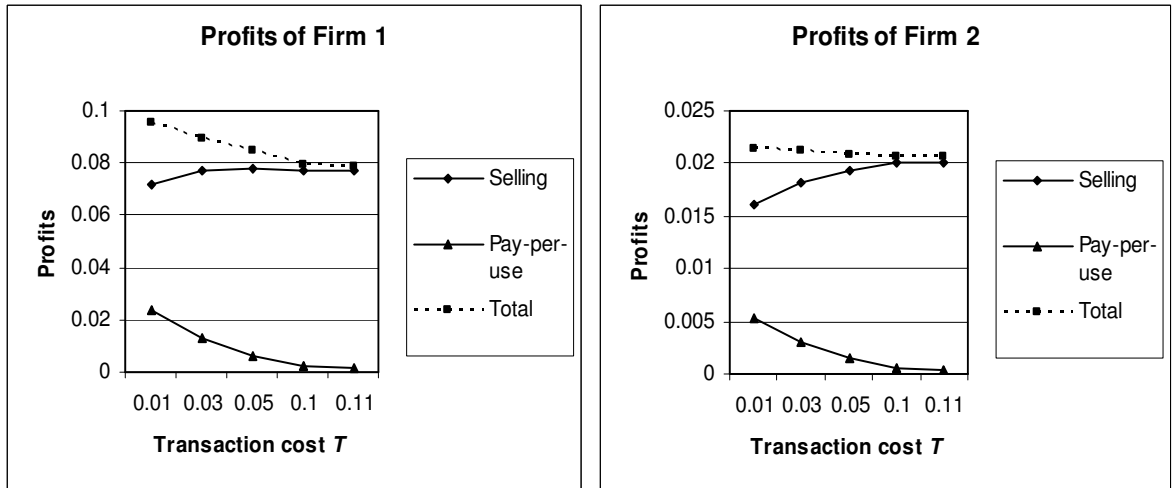 Profits of Firm 1
Profits
0.1
0.08
0.06
0.04
0.02
0
0.01 0.03 0.05 0.1 0.11
Transaction cost T
Selling
Pay-per-
use
Total
Profits of Firm 2
Profits
0.025
0.02
0.015
0.01
0.005
0
0.01 0.03 0.05 0.1 0.11
Transaction cost T
Selling
Pay-per-
use
Total